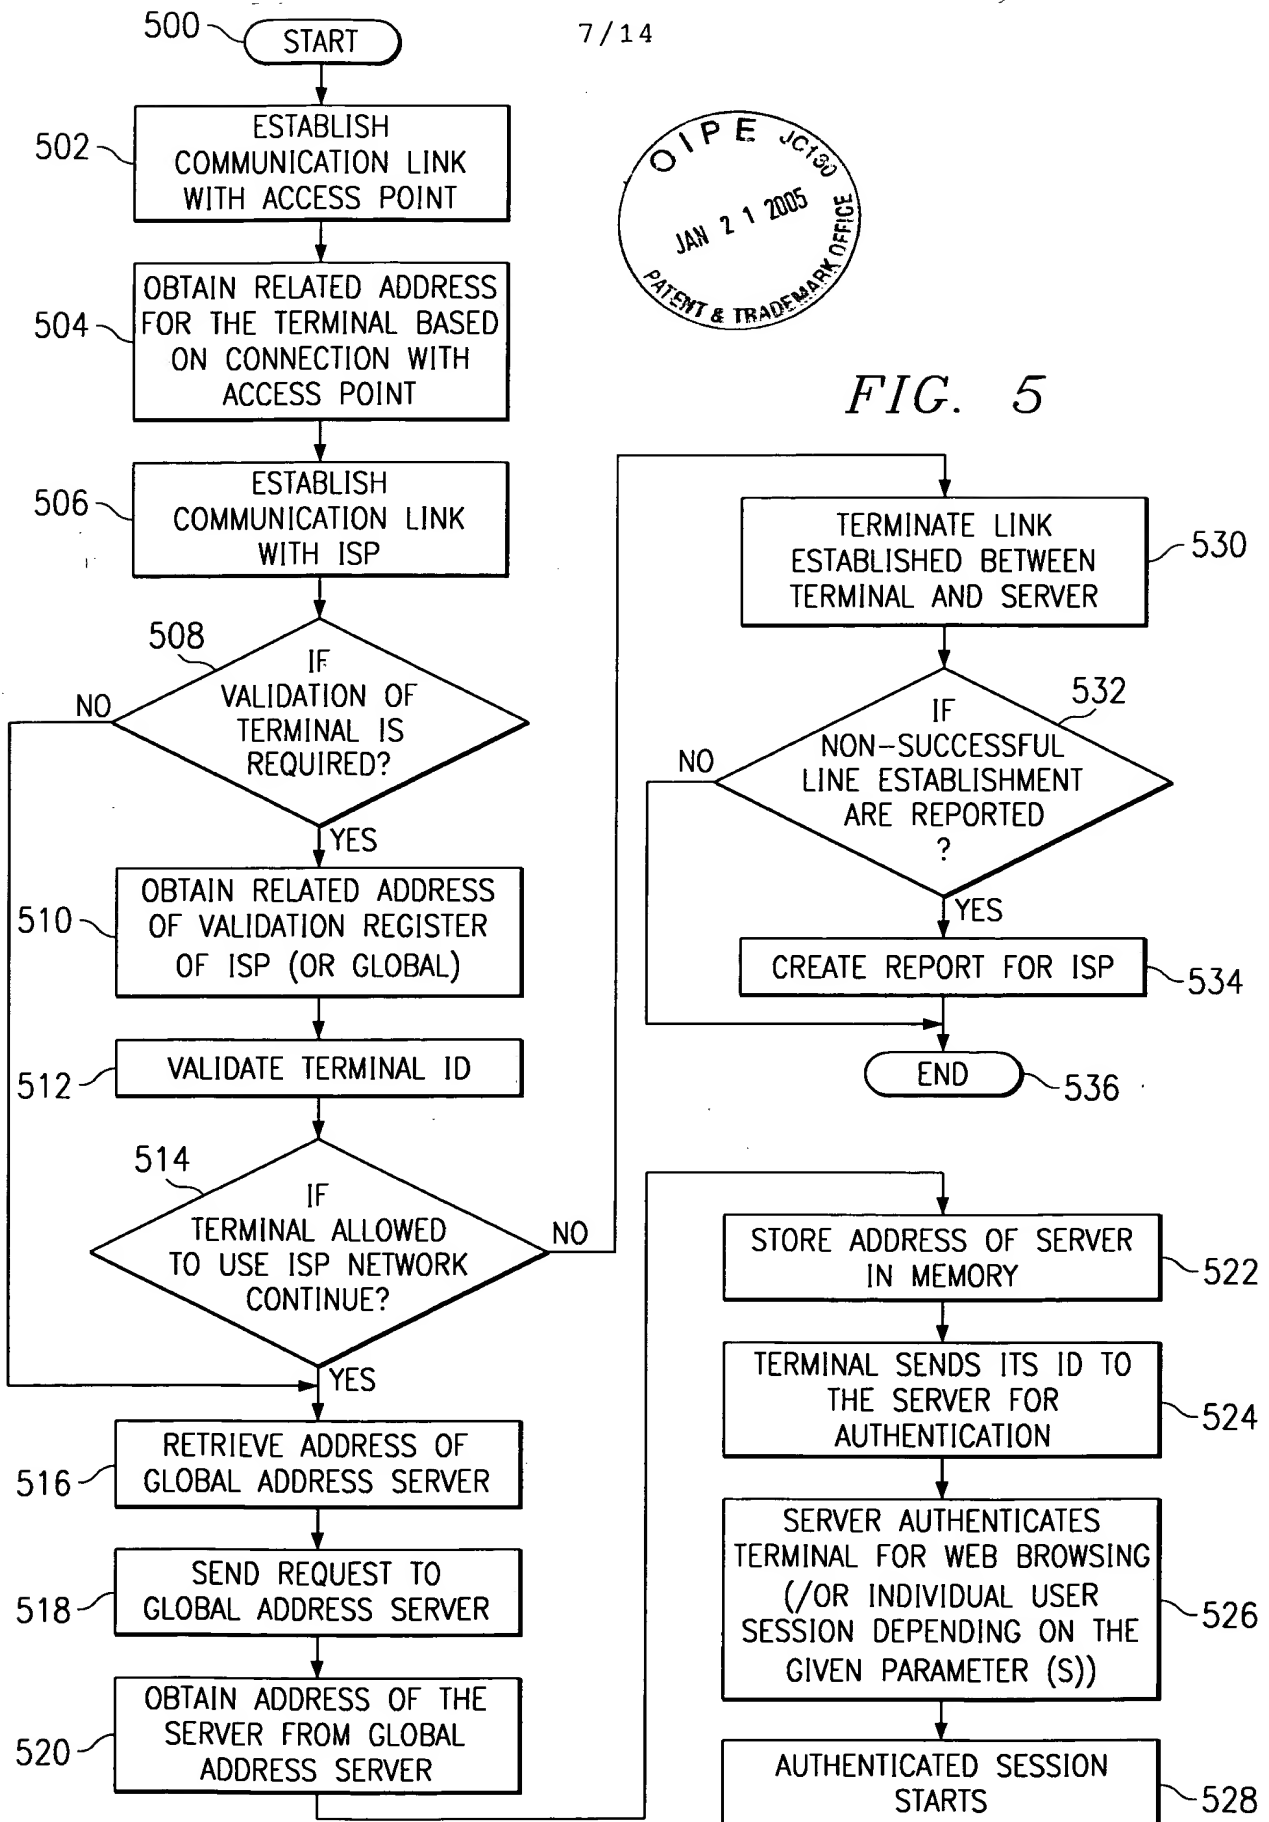 7/14
500
START
502
ESTABLISH
COMMUNICATION LINK
WITH ACCESS POINT
504
OBTAIN RELATED ADDRESS
FOR THE TERMINAL BASED
ON CONNECTION WITH
ACCESS POINT
506
ESTABLISH
COMMUNICATION LINK
WITH ISP
508
IF
VALIDATION OF
TERMINAL IS
REQUIRED?
NO
YES
510
OBTAIN RELATED ADDRESS
OF VALIDATION REGISTER
OF ISP (OR GLOBAL)
512
VALIDATE TERMINAL ID
514
IF
TERMINAL ALLOWED
TO USE ISP NETWORK
CONTINUE?
NO
YES
516
RETRIEVE ADDRESS OF
GLOBAL ADDRESS SERVER
518
SEND REQUEST TO
GLOBAL ADDRESS SERVER
520
OBTAIN ADDRESS OF THE
SERVER FROM GLOBAL
ADDRESS SERVER
OIPE JC190
JAN 21 2005
PATENT & TRADEMARK OFFICE
FIG. 5
TERMINATE LINK
ESTABLISHED BETWEEN
TERMINAL AND SERVER
530
IF
NON-SUCCESSFUL
LINE ESTABLISHMENT
ARE REPORTED
?
532
NO
YES
CREATE REPORT FOR ISP
534
END
536
STORE ADDRESS OF SERVER
IN MEMORY
522
TERMINAL SENDS ITS ID TO
THE SERVER FOR
AUTHENTICATION
524
SERVER AUTHENTICATES
TERMINAL FOR WEB BROWSING
(/OR INDIVIDUAL USER
SESSION DEPENDING ON THE
GIVEN PARAMETER (S))
526
AUTHENTICATED SESSION
STARTS
528